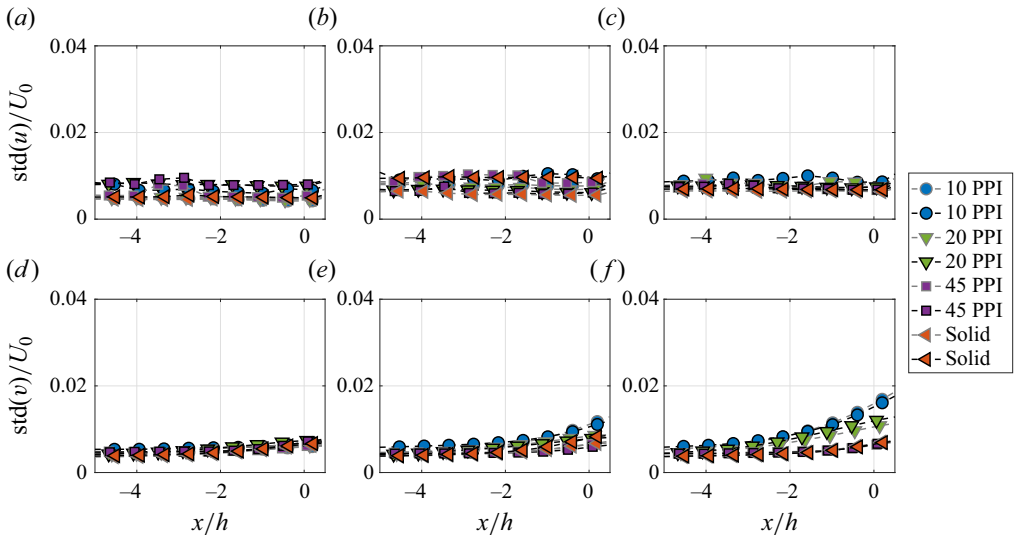 (a) (b) (c)
0.04 0.04 0.04
std(u)/U0
0.02 0.02 0.02
0 0 0
–4 –2 0 –4 –2 0 –4 –2 0
10 PPI
10 PPI
20 PPI
20 PPI
45 PPI
45 PPI
Solid
Solid
(d) (e) (f)
0.04 0.04 0.04
std(v)/U0
0.02 0.02 0.02
0 0 0
–4 –2 0 –4 –2 0 –4 –2 0
x/h x/h x/h